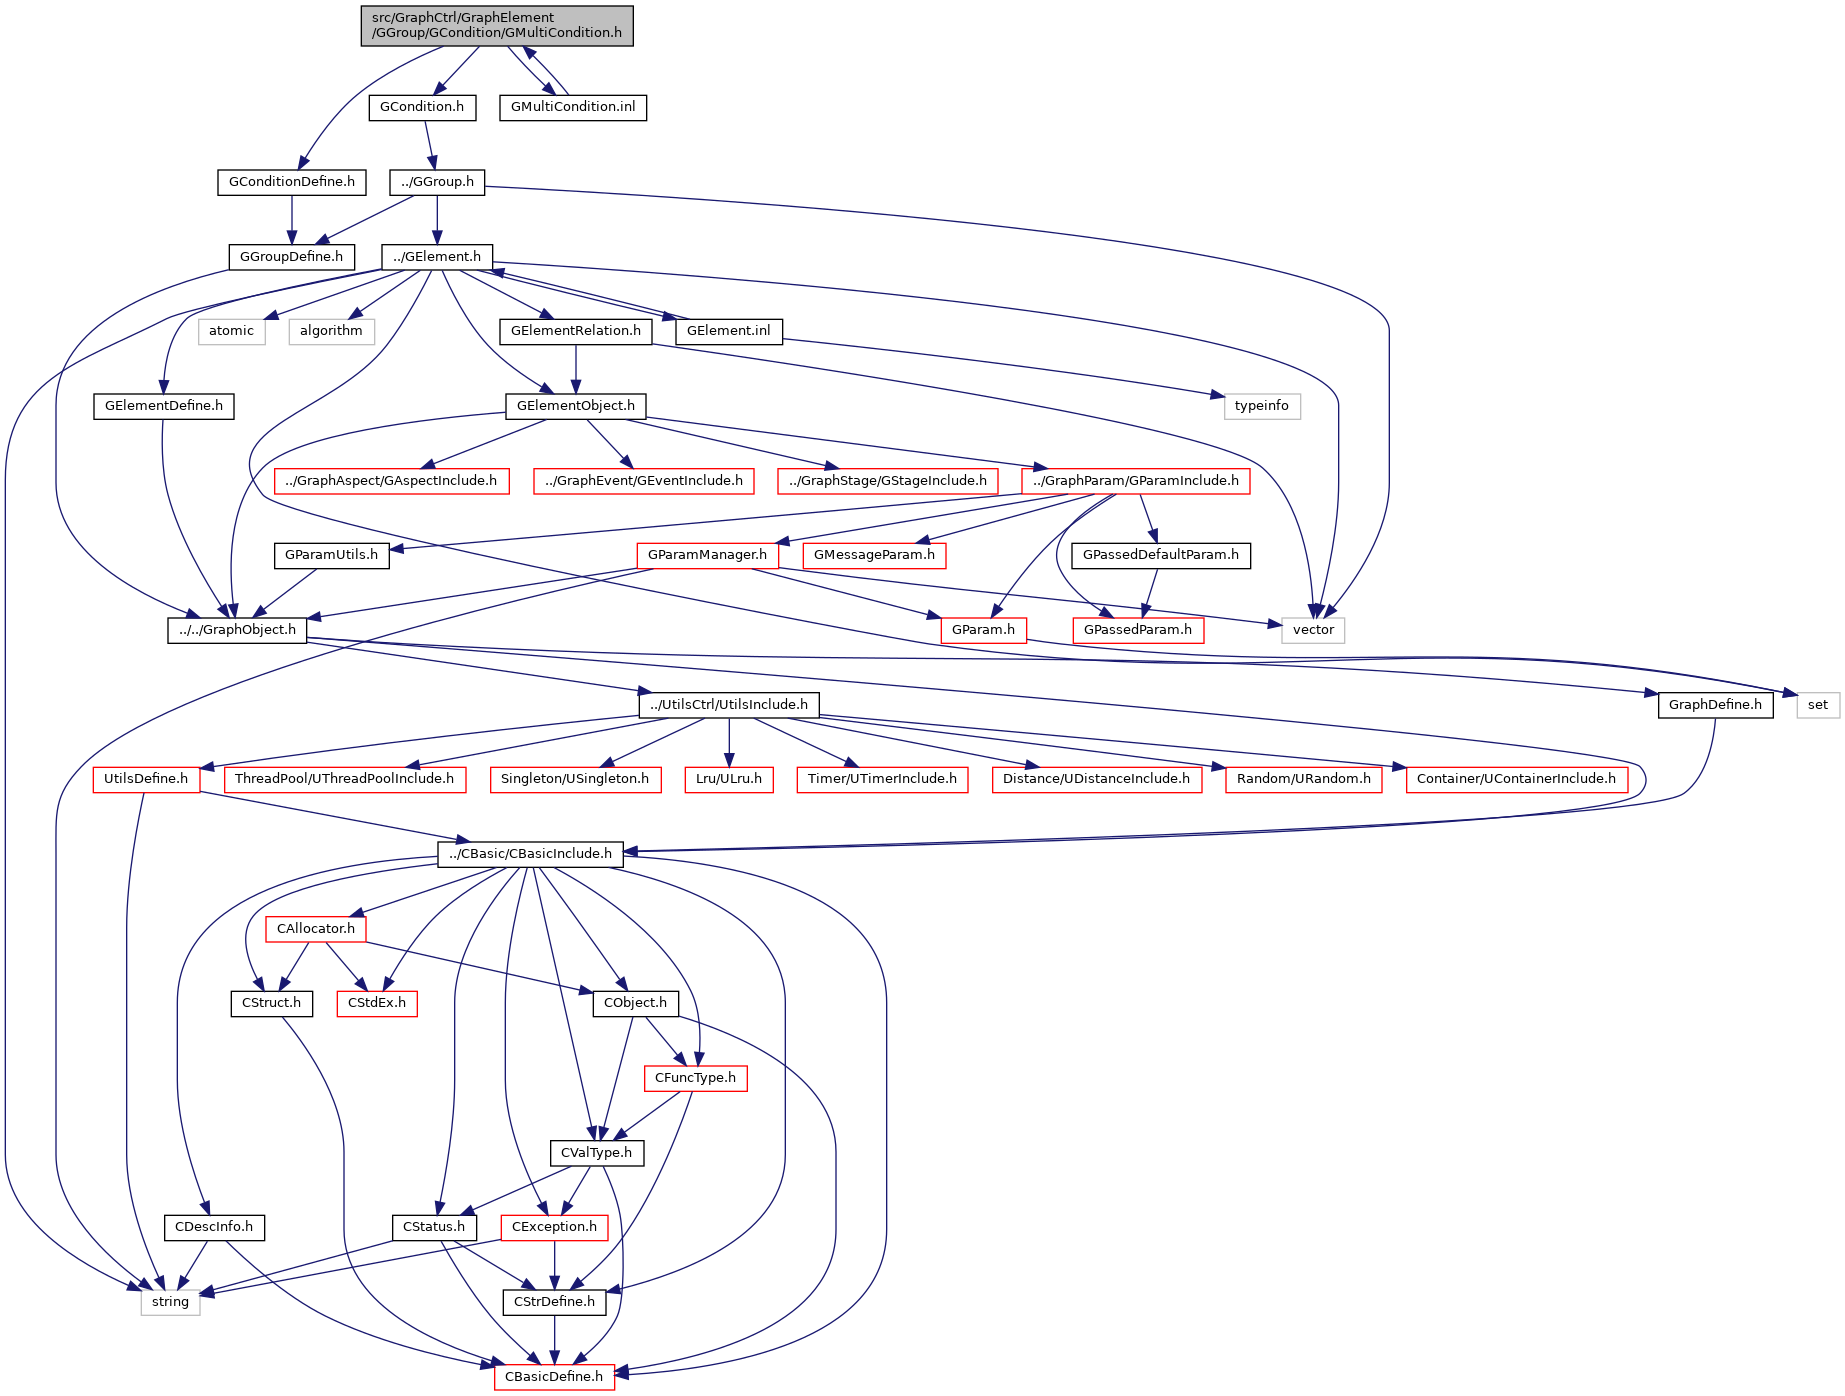 src/GraphCtrl/GraphElement
/GGroup/GCondition/GMultiCondition.h
GCondition.h
GMultiCondition.inl
GConditionDefine.h
../GGroup.h
GGroupDefine.h
../GElement.h
atomic
algorithm
GElementRelation.h
GElement.inl
GElementDefine.h
GElementObject.h
typeinfo
../GraphAspect/GAspectInclude.h
../GraphEvent/GEventInclude.h
../GraphStage/GStageInclude.h
../GraphParam/GParamInclude.h
GParamUtils.h
GParamManager.h
GMessageParam.h
GPassedDefaultParam.h
../../GraphObject.h
GParam.h
GPassedParam.h
vector
../UtilsCtrl/UtilsInclude.h
GraphDefine.h
set
UtilsDefine.h
ThreadPool/UThreadPoolInclude.h
Singleton/USingleton.h
Lru/ULru.h
Timer/UTimerInclude.h
Distance/UDistanceInclude.h
Random/URandom.h
Container/UContainerInclude.h
../CBasic/CBasicInclude.h
CAllocator.h
CStruct.h
CStdEx.h
CObject.h
CFuncType.h
CValType.h
CDescInfo.h
CStatus.h
CException.h
string
CStrDefine.h
CBasicDefine.h